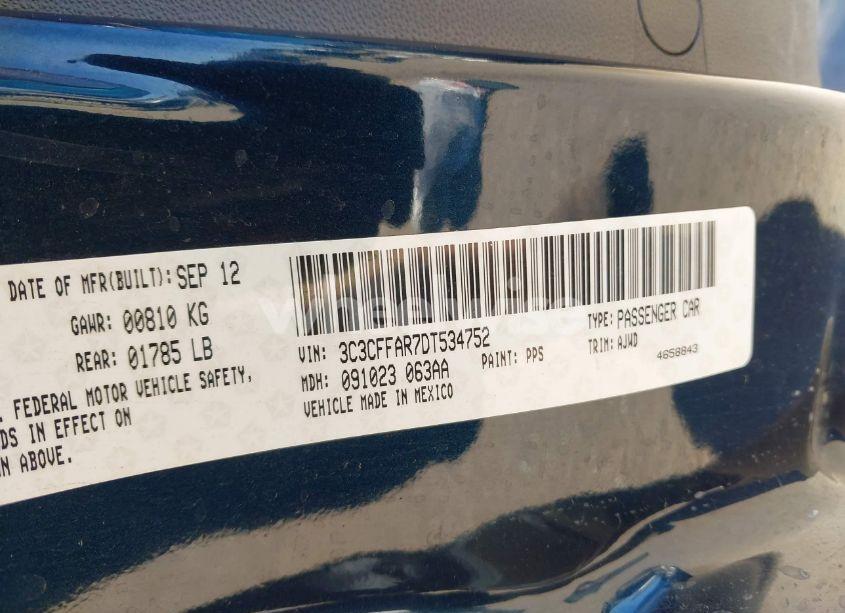 DATE OF MFR(BUILT): SEP 12
GAWR: 00810 KG
REAR: 01785 LB
FEDERAL MOTOR VEHICLE SAFETY,
IN EFFECT ON
ABOVE.
VIN: 3C3CFFAR7DT534752
TYPE: PASSENGER CAR
MDH: 091023 063AA
PAINT: PPS
TRIM: AJWD
VEHICLE MADE IN MEXICO
4658843